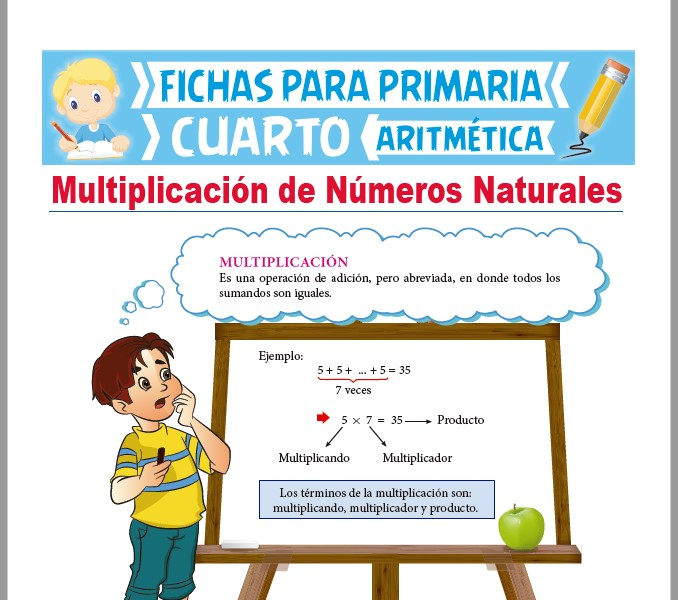 FICHAS PARA PRIMARIA
CUARTO ARITMÉTICA
Multiplicación de Números Naturales
MULTIPLICACIÓN
Es una operación de adición, pero abreviada, en donde todos los
sumandos son iguales.
Ejemplo:
5 + 5 + ... + 5 = 35
7 veces
5 × 7 = 35 Producto
Multiplicando Multiplicador
Los términos de la multiplicación son:
multiplicando, multiplicador y producto.